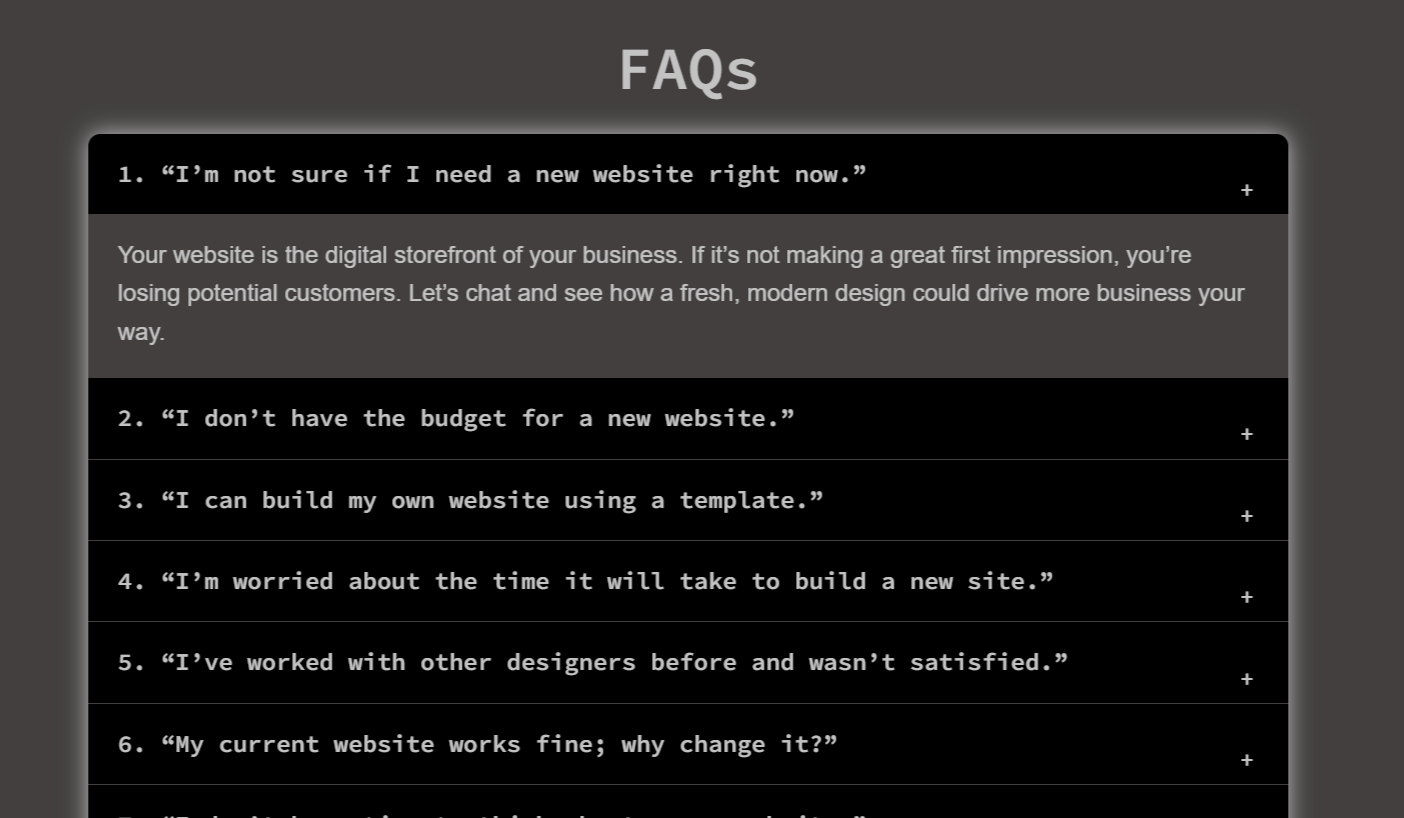 FAQs
1. “I’m not sure if I need a new website right now.”
+
Your website is the digital storefront of your business. If it’s not making a great first impression, you’re
losing potential customers. Let’s chat and see how a fresh, modern design could drive more business your
way.
2. “I don’t have the budget for a new website.”
+
3. “I can build my own website using a template.”
+
4. “I’m worried about the time it will take to build a new site.”
+
5. “I’ve worked with other designers before and wasn’t satisfied.”
+
6. “My current website works fine; why change it?”
+